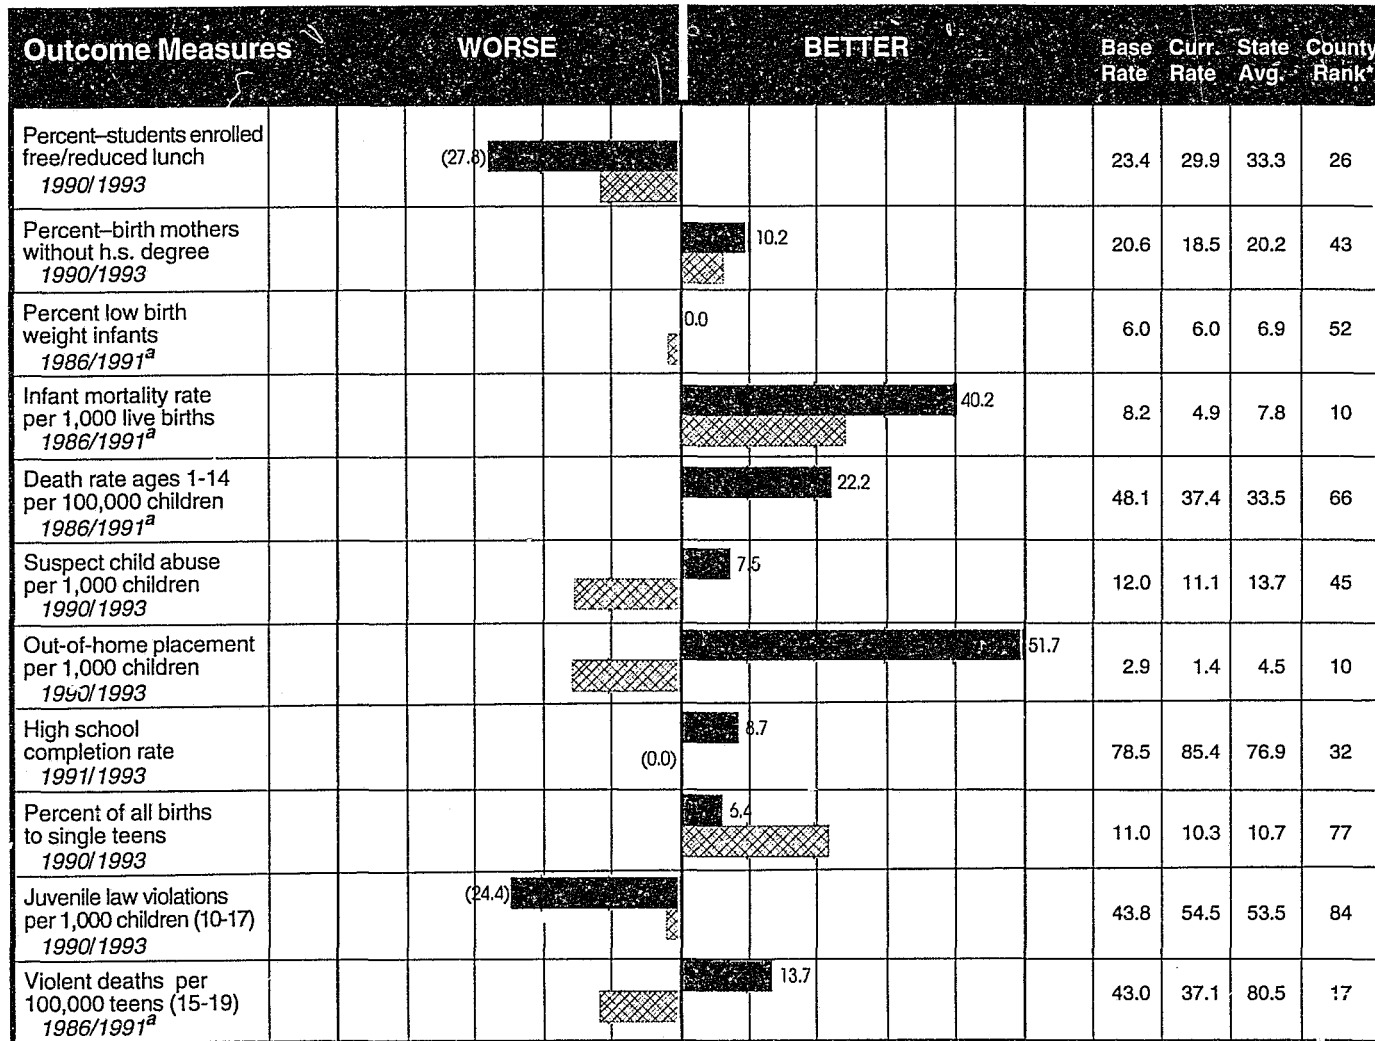 Outcome Measures WORSE BETTER Base Rate Curr. Rate State Avg. County Rank*
Percent–students enrolled
free/reduced lunch
1990/1993
(27.8)
23.4 29.9 33.3 26
Percent–birth mothers
without h.s. degree
1990/1993
10.2
20.6 18.5 20.2 43
Percent low birth
weight infants
1986/1991a
0.0
6.0 6.0 6.9 52
Infant mortality rate
per 1,000 live births
1986/1991a
40.2
8.2 4.9 7.8 10
Death rate ages 1-14
per 100,000 children
1986/1991a
22.2
48.1 37.4 33.5 66
Suspect child abuse
per 1,000 children
1990/1993
7.5
12.0 11.1 13.7 45
Out-of-home placement
per 1,000 children
1990/1993
51.7
2.9 1.4 4.5 10
High school
completion rate
1991/1993
8.7
(0.0)
78.5 85.4 76.9 32
Percent of all births
to single teens
1990/1993
6.4
11.0 10.3 10.7 77
Juvenile law violations
per 1,000 children (10-17)
1990/1993
(24.4)
43.8 54.5 53.5 84
Violent deaths per
100,000 teens (15-19)
1986/1991a
13.7
43.0 37.1 80.5 17